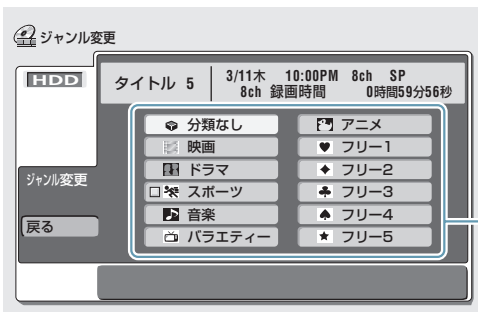 ジャンル変更
HDD
タイトル 5
3/11木 10:00PM 8ch SP
8ch 録画時間 0時間59分56秒
ジャンル変更
戻る
分類なし
映画
ドラマ
スポーツ
音楽
バラエティー
アニメ
フリー1
フリー2
フリー3
フリー4
フリー5